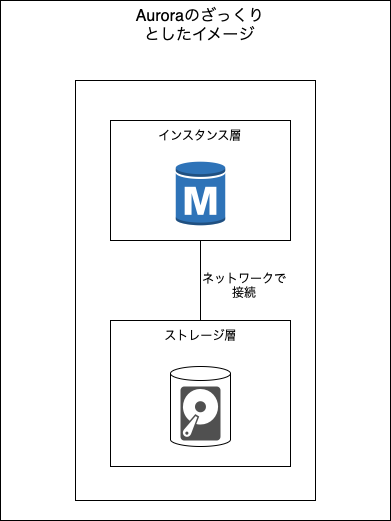 Auroraのざっくり
としたイメージ
インスタンス層
M
ネットワークで
接続
ストレージ層